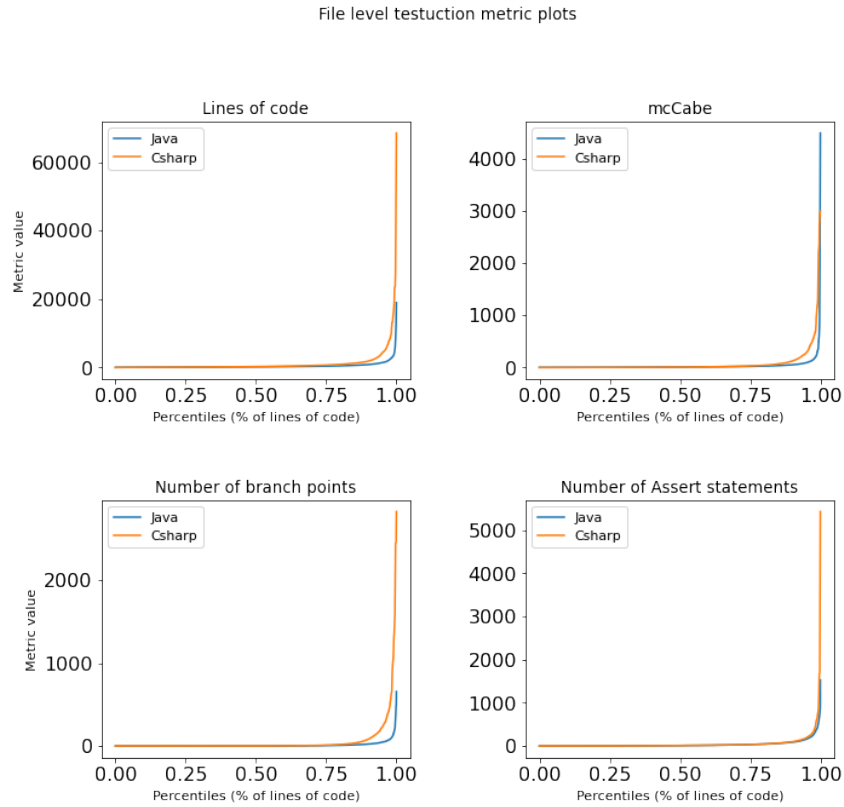 File level testuction metric plots
Lines of code
Java
Csharp
Metric value
60000
40000
20000
0
0.00 0.25 0.50 0.75 1.00
Percentiles (% of lines of code)
mcCabe
Java
Csharp
4000
3000
2000
1000
0
0.00 0.25 0.50 0.75 1.00
Percentiles (% of lines of code)
Number of branch points
Java
Csharp
Metric value
2000
1000
0
0.00 0.25 0.50 0.75 1.00
Percentiles (% of lines of code)
Number of Assert statements
Java
Csharp
5000
4000
3000
2000
1000
0
0.00 0.25 0.50 0.75 1.00
Percentiles (% of lines of code)